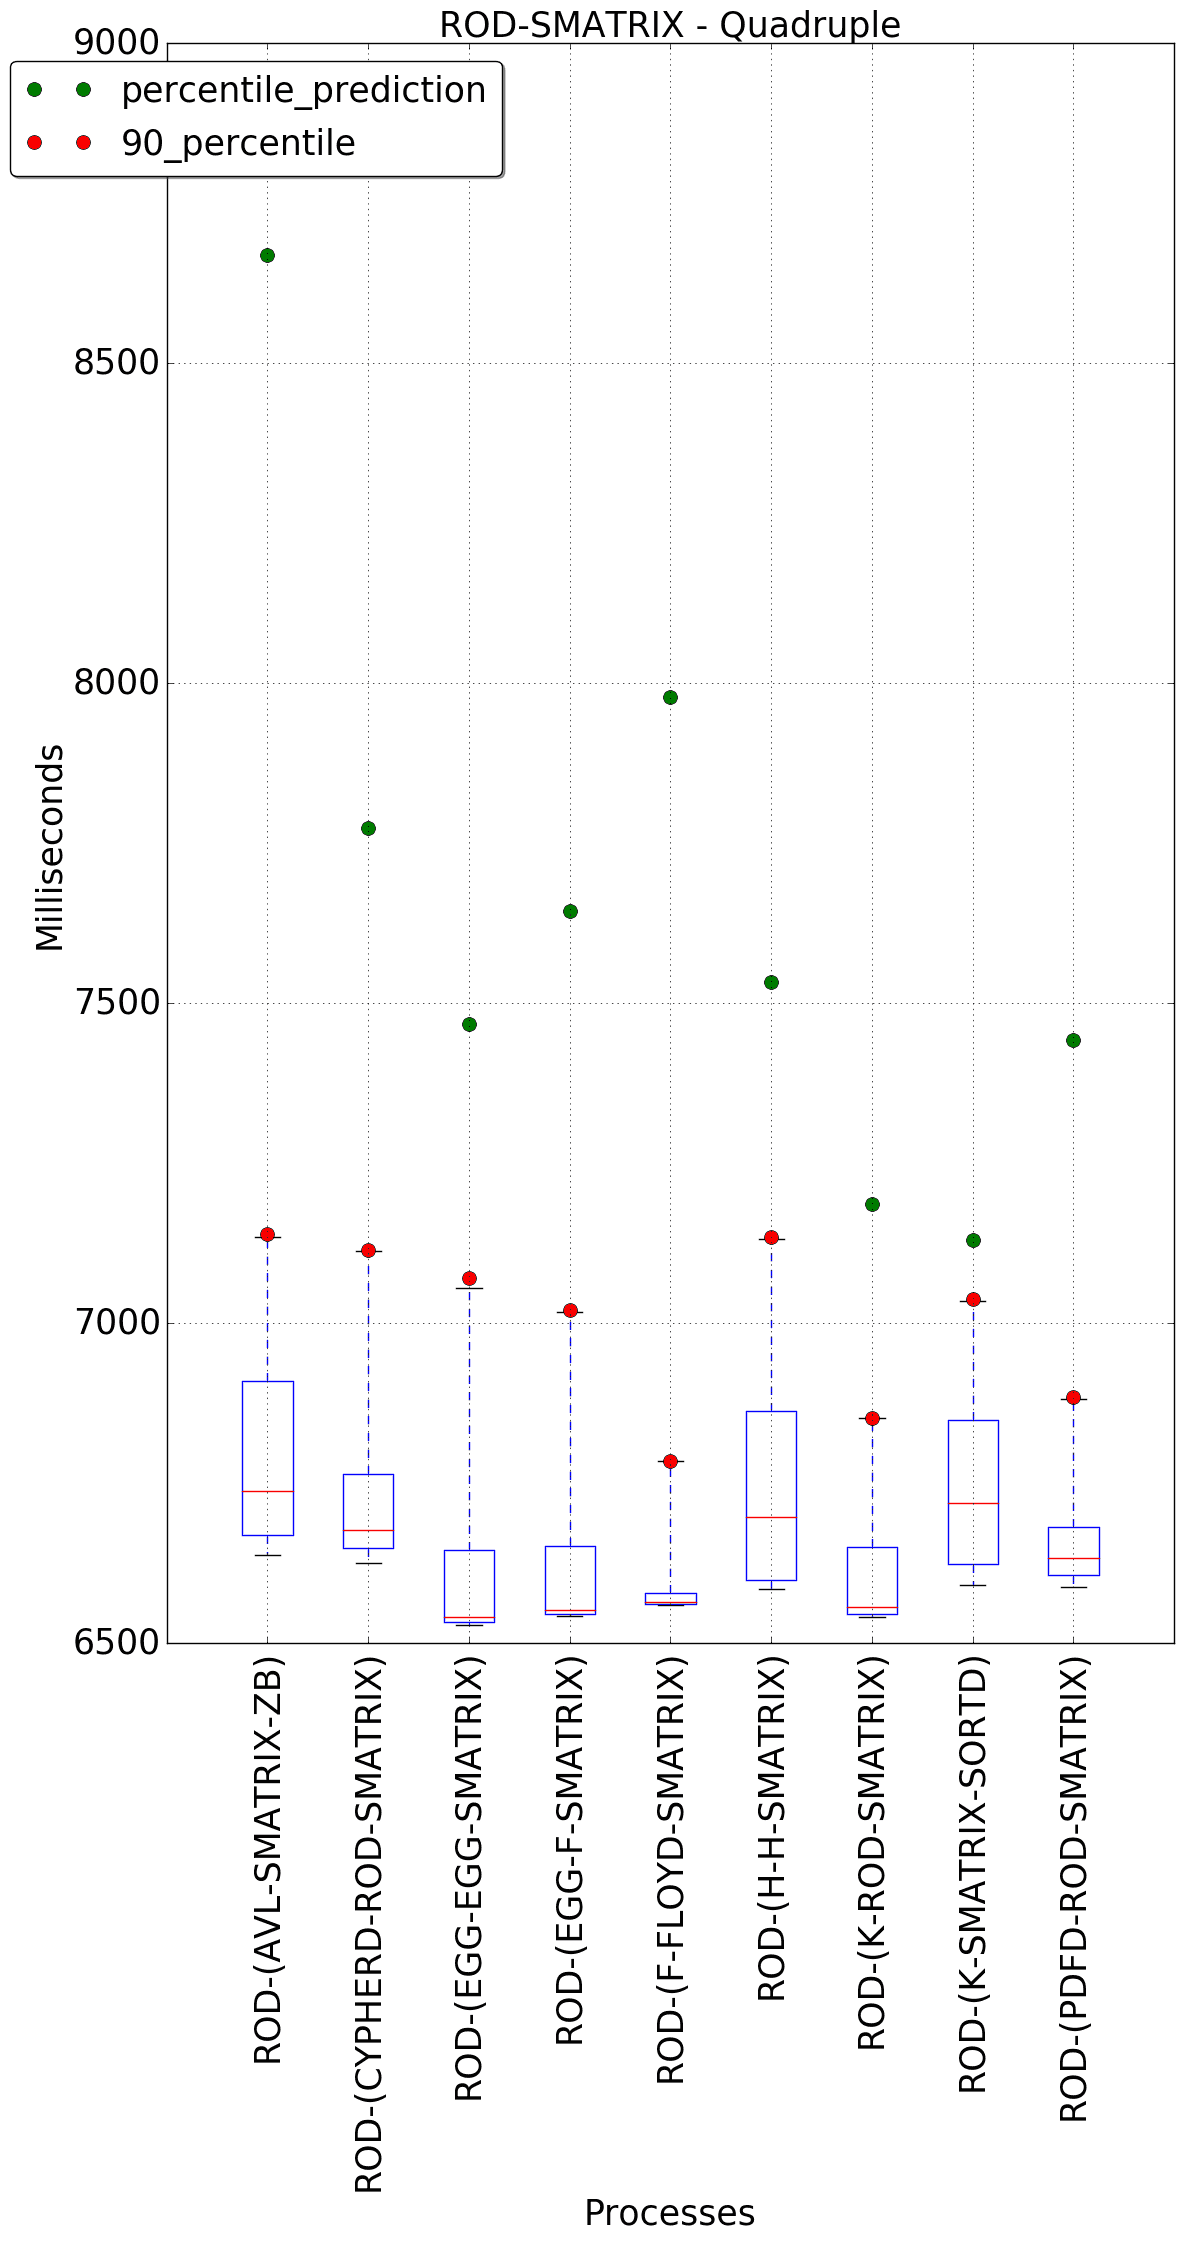 ROD-SMATRIX - Quadruple
percentile_prediction
90_percentile
9000
8500
8000
7500
7000
6500
Milliseconds
ROD-(AVL-SMATRIX-ZB)
ROD-(CYPHERD-ROD-SMATRIX)
ROD-(EGG-EGG-SMATRIX)
ROD-(EGG-F-SMATRIX)
ROD-(F-FLOYD-SMATRIX)
ROD-(H-H-SMATRIX)
ROD-(K-ROD-SMATRIX)
ROD-(K-SMATRIX-SORTD)
ROD-(PDFD-ROD-SMATRIX)
Processes